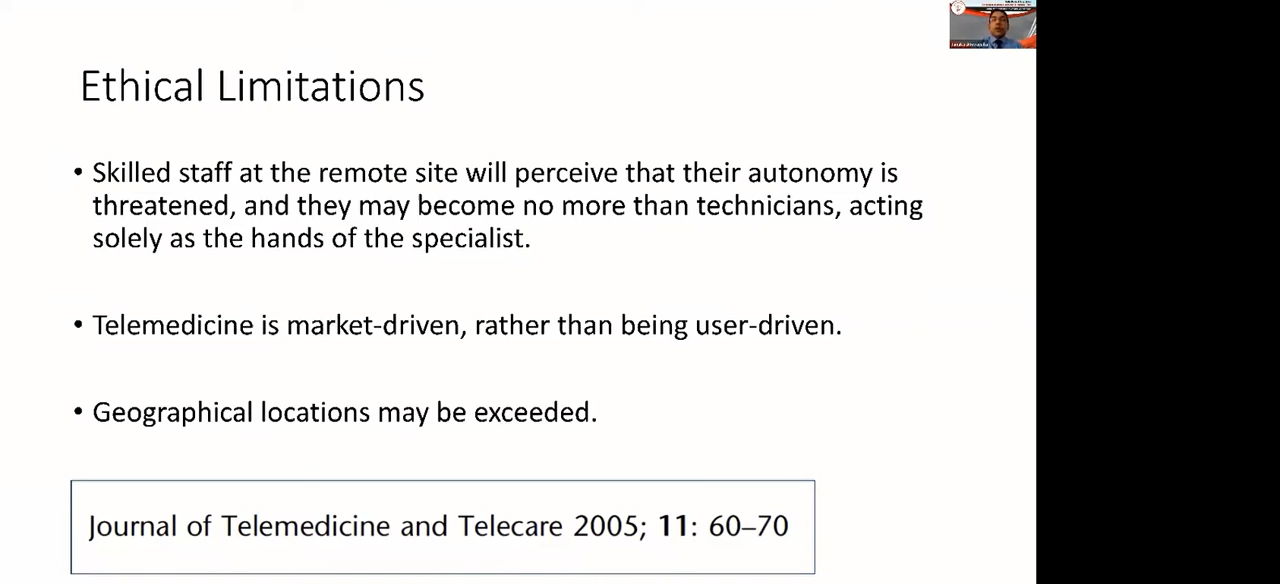 Ethical Limitations
• Skilled staff at the remote site will perceive that their autonomy is
threatened, and they may become no more than technicians, acting
solely as the hands of the specialist.
• Telemedicine is market-driven, rather than being user-driven.
• Geographical locations may be exceeded.
Journal of Telemedicine and Telecare 2005; 11: 60–70